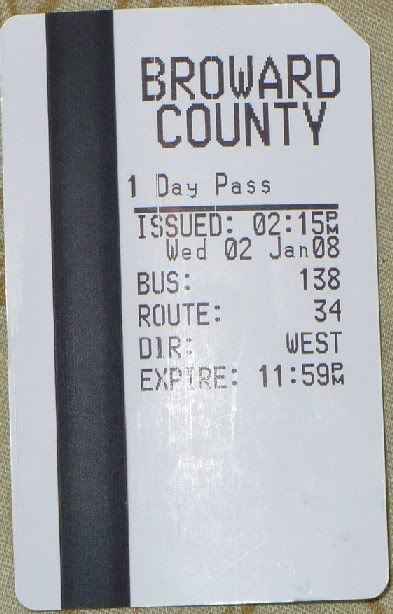 BROWARD
COUNTY
1 Day Pass
ISSUED: 02:15PM
Wed 02 Jan08
BUS: 138
ROUTE: 34
DIR: WEST
EXPIRE: 11:59PM